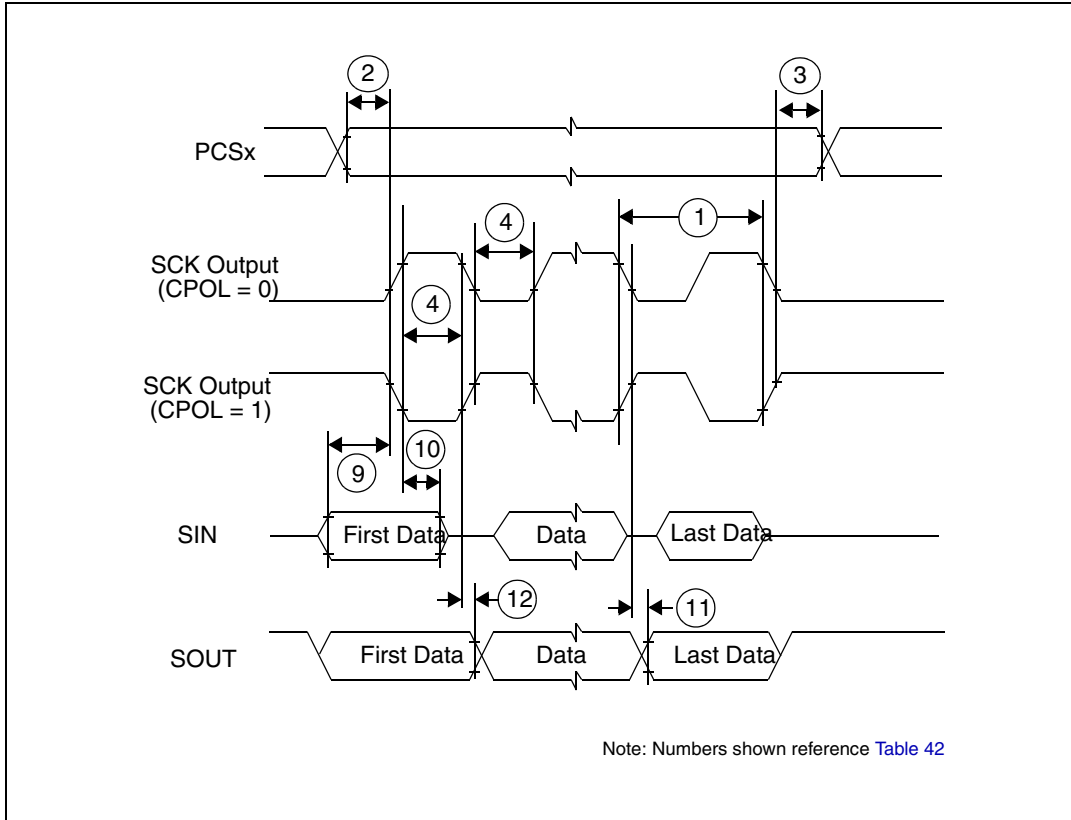 2
3
PCSx
1
4
SCK Output
(CPOL = 0)
4
SCK Output
(CPOL = 1)
10
9
SIN
First Data
Data
Last Data
12
11
SOUT
First Data
Data
Last Data
Note: Numbers shown reference Table 42